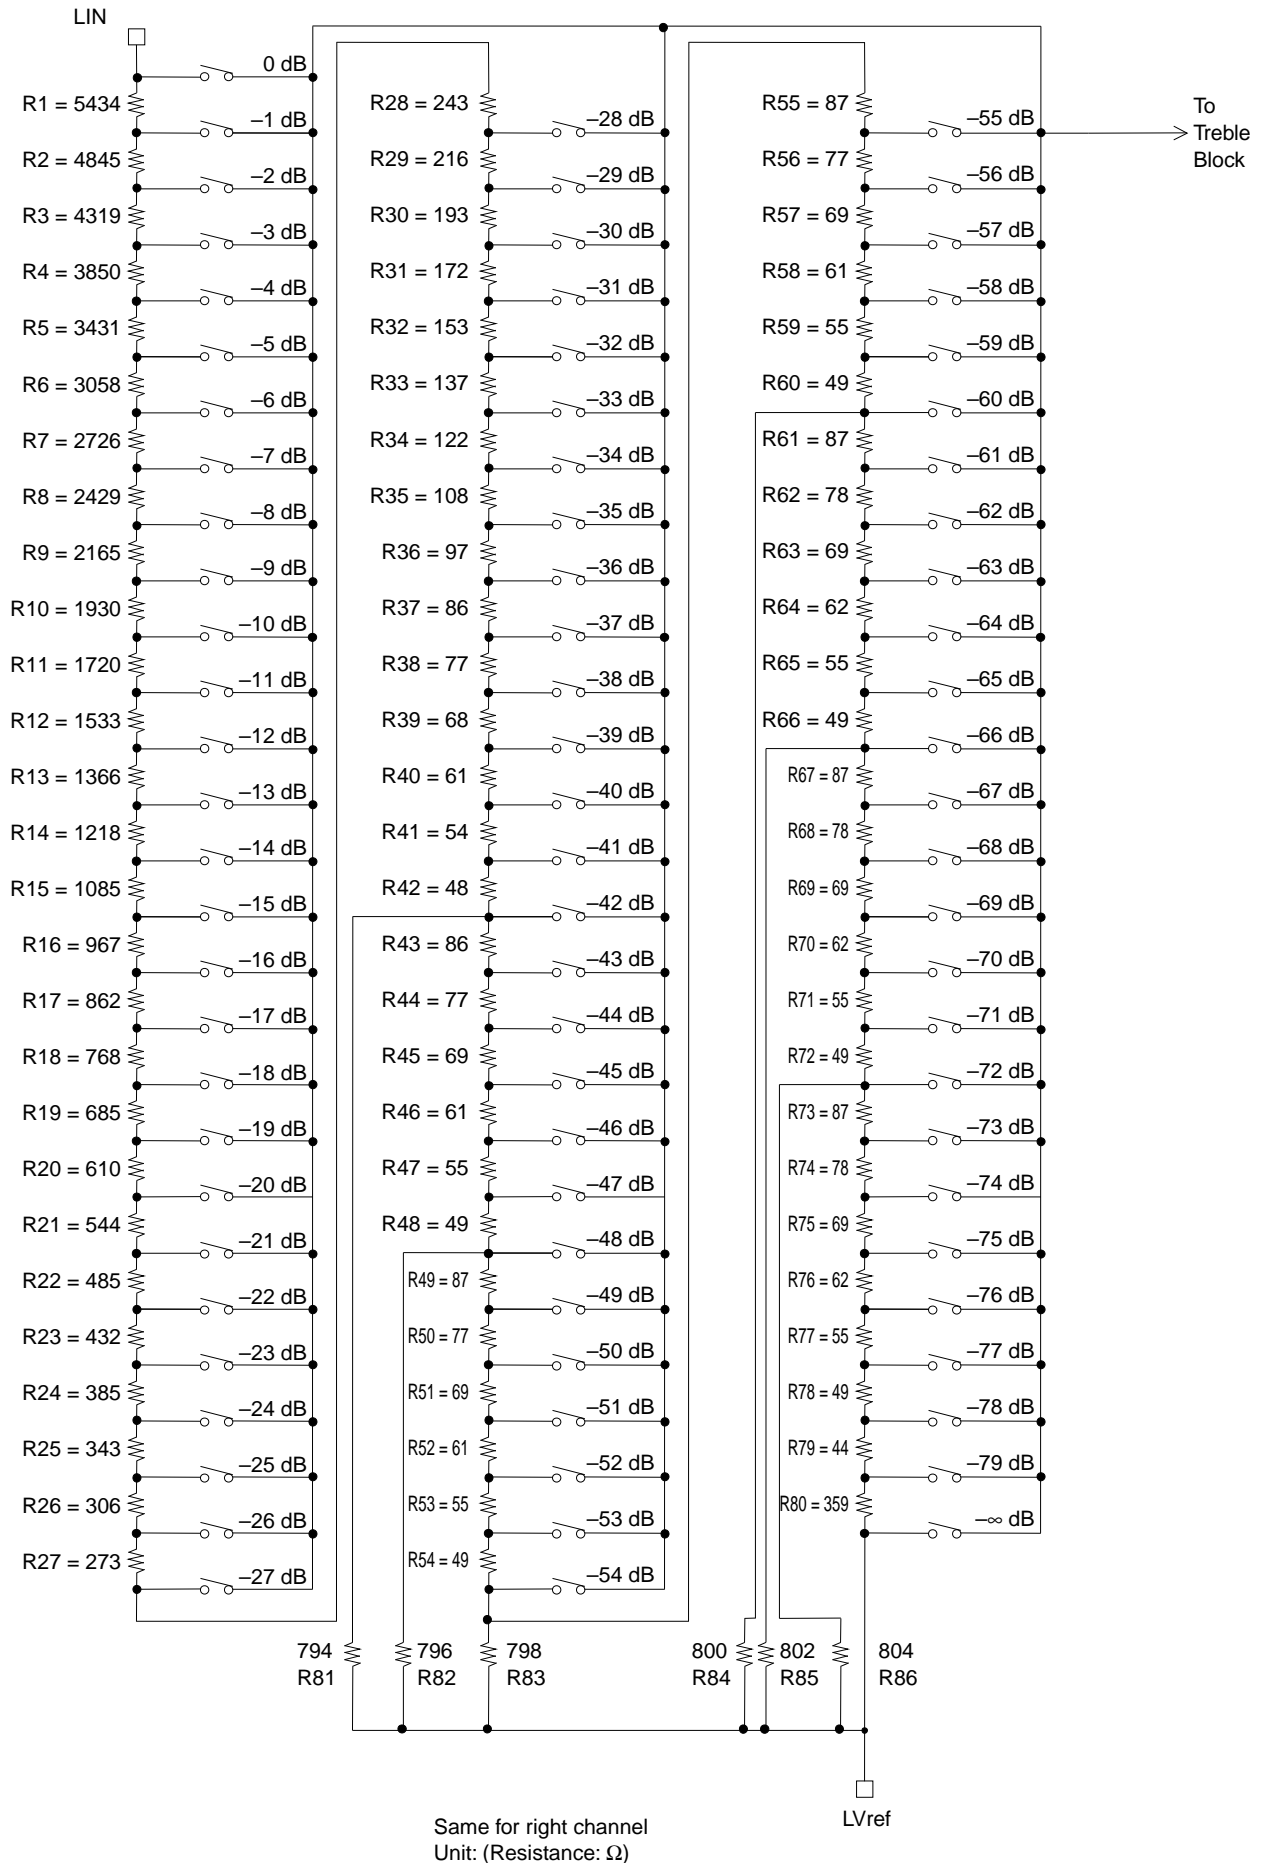 LIN
0 dB
R1 = 5434
–1 dB
R2 = 4845
–2 dB
R3 = 4319
–3 dB
R4 = 3850
–4 dB
R5 = 3431
–5 dB
R6 = 3058
–6 dB
R7 = 2726
–7 dB
R8 = 2429
–8 dB
R9 = 2165
–9 dB
R10 = 1930
–10 dB
R11 = 1720
–11 dB
R12 = 1533
–12 dB
R13 = 1366
–13 dB
R14 = 1218
–14 dB
R15 = 1085
–15 dB
R16 = 967
–16 dB
R17 = 862
–17 dB
R18 = 768
–18 dB
R19 = 685
–19 dB
R20 = 610
–20 dB
R21 = 544
–21 dB
R22 = 485
–22 dB
R23 = 432
–23 dB
R24 = 385
–24 dB
R25 = 343
–25 dB
R26 = 306
–26 dB
R27 = 273
–27 dB
R28 = 243
–28 dB
R29 = 216
–29 dB
R30 = 193
–30 dB
R31 = 172
–31 dB
R32 = 153
–32 dB
R33 = 137
–33 dB
R34 = 122
–34 dB
R35 = 108
–35 dB
R36 = 97
–36 dB
R37 = 86
–37 dB
R38 = 77
–38 dB
R39 = 68
–39 dB
R40 = 61
–40 dB
R41 = 54
–41 dB
R42 = 48
–42 dB
R43 = 86
–43 dB
R44 = 77
–44 dB
R45 = 69
–45 dB
R46 = 61
–46 dB
R47 = 55
–47 dB
R48 = 49
–48 dB
R49 = 87
–49 dB
R50 = 77
–50 dB
R51 = 69
–51 dB
R52 = 61
–52 dB
R53 = 55
–53 dB
R54 = 49
–54 dB
R55 = 87
–55 dB
R56 = 77
–56 dB
R57 = 69
–57 dB
R58 = 61
–58 dB
R59 = 55
–59 dB
R60 = 49
–60 dB
R61 = 87
–61 dB
R62 = 78
–62 dB
R63 = 69
–63 dB
R64 = 62
–64 dB
R65 = 55
–65 dB
R66 = 49
–66 dB
R67 = 87
–67 dB
R68 = 78
–68 dB
R69 = 69
–69 dB
R70 = 62
–70 dB
R71 = 55
–71 dB
R72 = 49
–72 dB
R73 = 87
–73 dB
R74 = 78
–74 dB
R75 = 69
–75 dB
R76 = 62
–76 dB
R77 = 55
–77 dB
R78 = 49
–78 dB
R79 = 44
–79 dB
R80 = 359
–∞ dB
To
Treble
Block
794
R81
796
R82
798
R83
800
R84
802
R85
804
R86
LVref
Same for right channel
Unit: (Resistance: Ω)